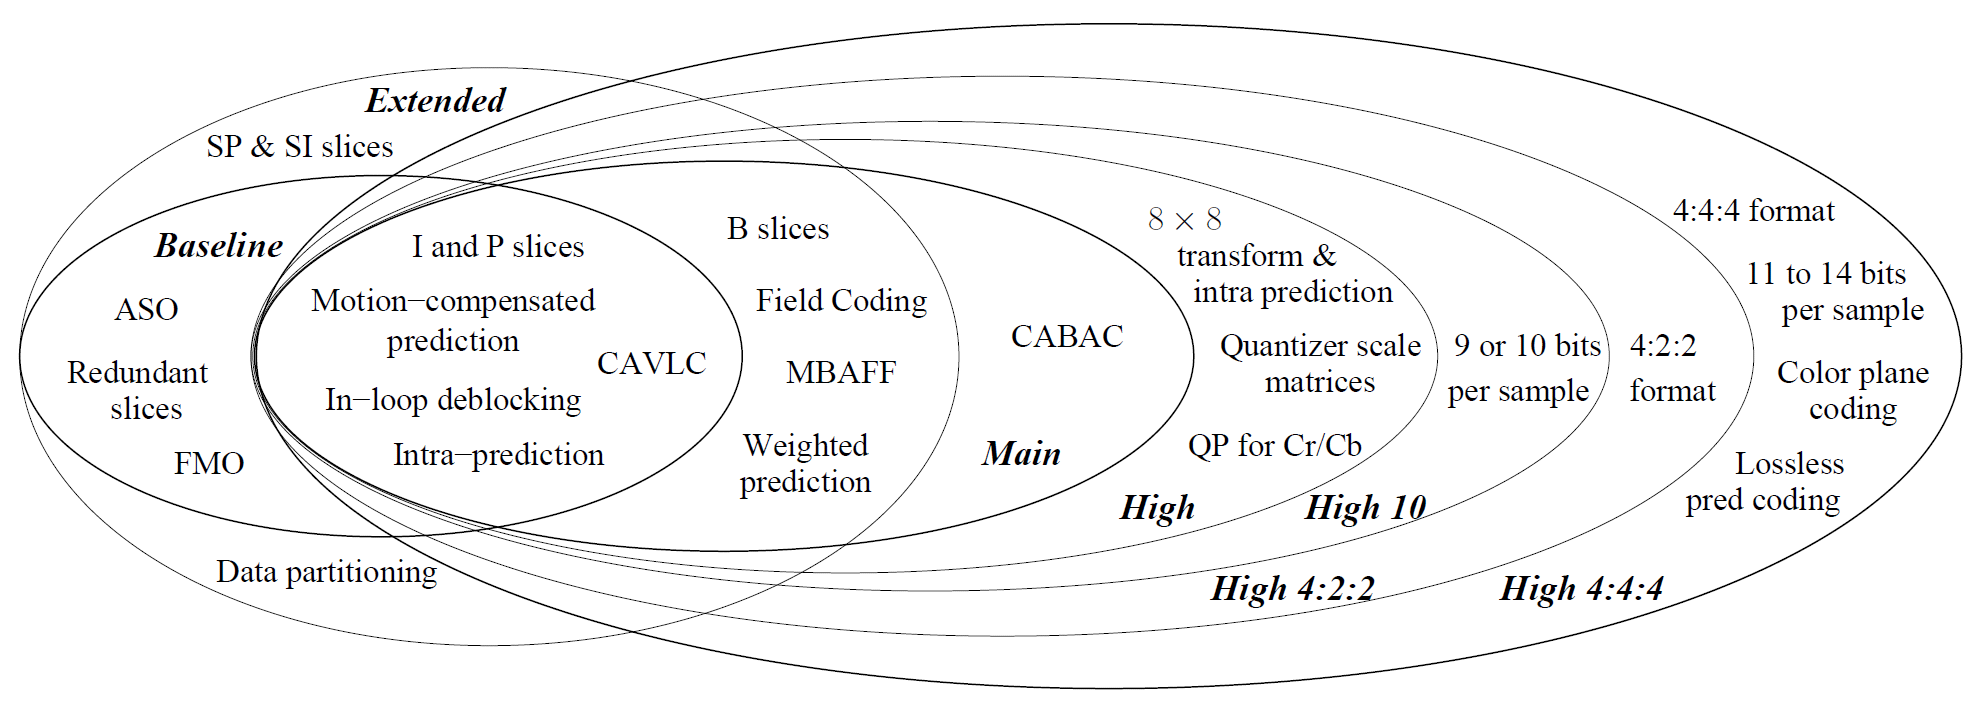 Extended
SP & SI slices
Baseline
ASO
Redundant
slices
FMO
Data partitioning
I and P slices
Motion−compensated
prediction
CAVLC
In−loop deblocking
Intra−prediction
B slices
Field Coding
MBAFF
Weighted
prediction
CABAC
Main
8 × 8
transform &
intra prediction
Quantizer scale
matrices
QP for Cr/Cb
High
9 or 10 bits
per sample
High 10
4:2:2
format
High 4:2:2
4:4:4 format
11 to 14 bits
per sample
Color plane
coding
Lossless
pred coding
High 4:4:4